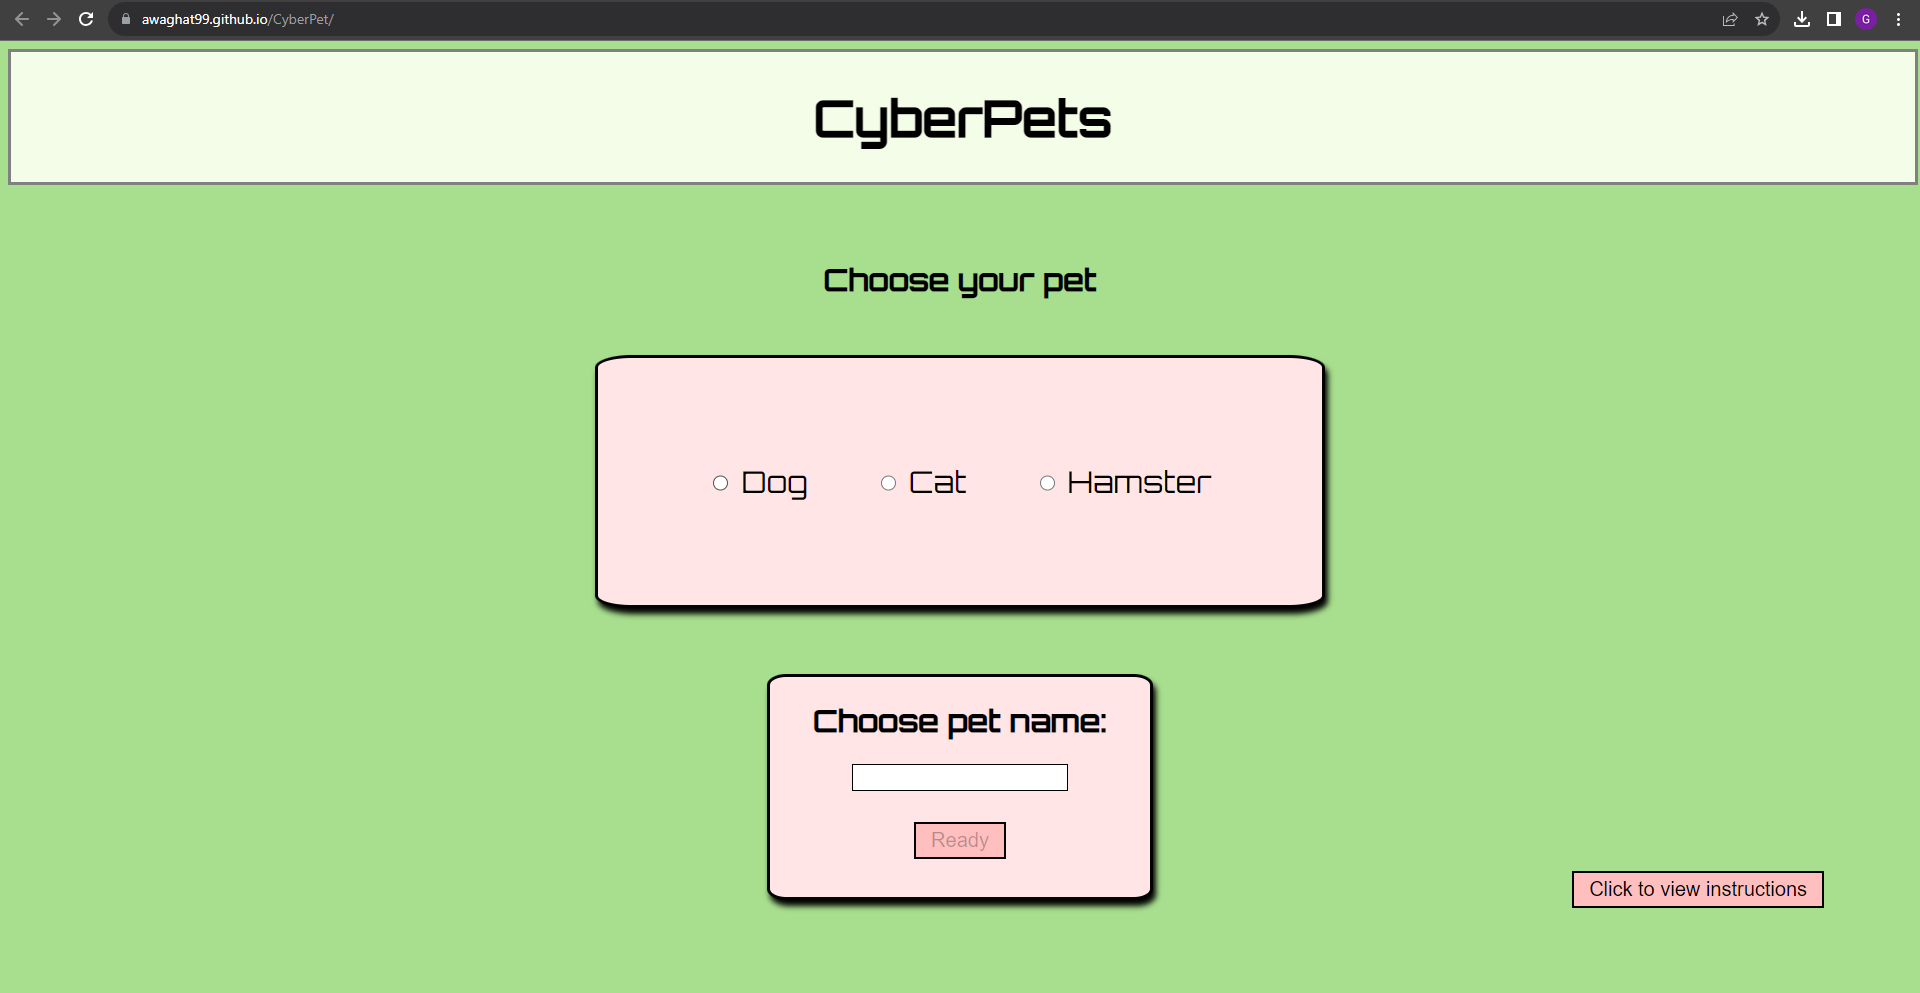 awaghat99.github.io/CyberPet/
G
CyberPets
Choose your pet
Dog Cat Hamster
Choose pet name:
Ready
Click to view instructions